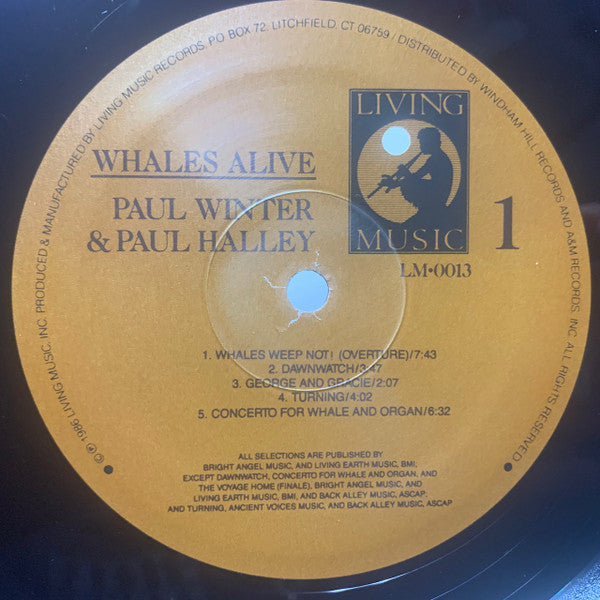 © ℗ 1986 LIVING MUSIC, INC. PRODUCED & MANUFACTURED BY LIVING MUSIC RECORDS, PO BOX 72, LITCHFIELD, CT 06759 / DISTRIBUTED BY WINDHAM HILL RECORDS AND A&M RECORDS, INC. ALL RIGHTS RESERVED
LIVING
MUSIC
WHALES ALIVE
PAUL WINTER
& PAUL HALLEY
1
LM•0013
1. WHALES WEEP NOT! (OVERTURE)/7:43
2. DAWNWATCH/3:47
3. GEORGE AND GRACIE/2:07
4. TURNING/4:02
5. CONCERTO FOR WHALE AND ORGAN/6:32
ALL SELECTIONS ARE PUBLISHED BY
BRIGHT ANGEL MUSIC, AND LIVING EARTH MUSIC, BMI;
EXCEPT DAWNWATCH, CONCERTO FOR WHALE AND ORGAN, AND
THE VOYAGE HOME (FINALE), BRIGHT ANGEL MUSIC, AND
LIVING EARTH MUSIC, BMI, AND BACK ALLEY MUSIC, ASCAP;
AND TURNING, ANCIENT VOICES MUSIC, AND BACK ALLEY MUSIC, ASCAP